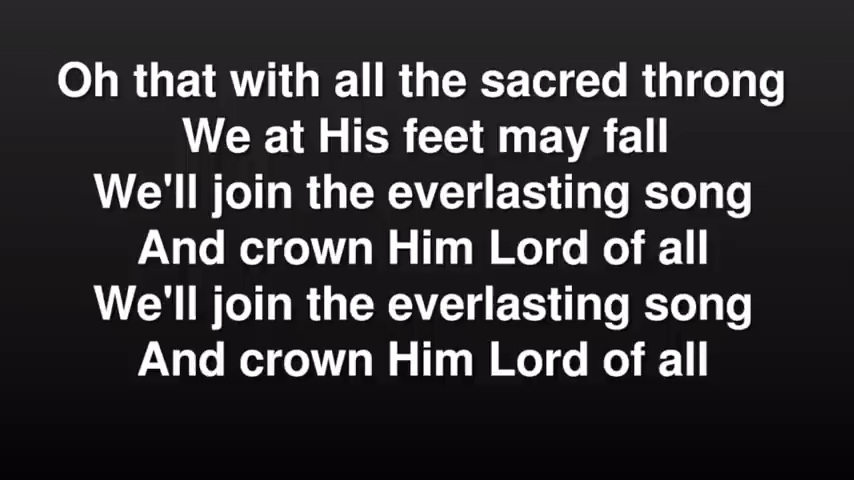 Oh that with all the sacred throng
We at His feet may fall
We'll join the everlasting song
And crown Him Lord of all
We'll join the everlasting song
And crown Him Lord of all